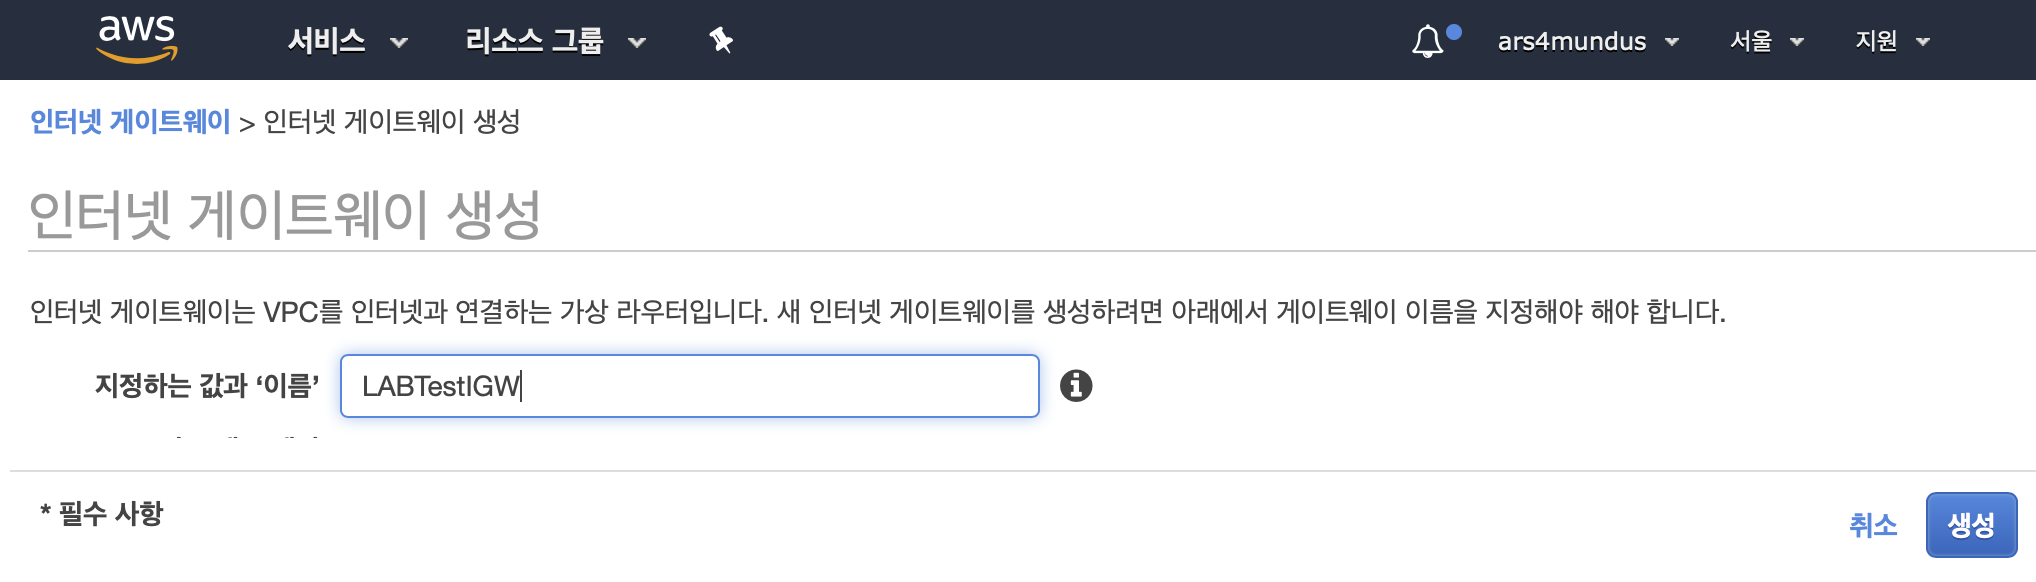 aws 서비스 리소스 그룹 ars4mundus 서울 지원
인터넷 게이트웨이 > 인터넷 게이트웨이 생성
인터넷 게이트웨이 생성
인터넷 게이트웨이는 VPC를 인터넷과 연결하는 가상 라우터입니다. 새 인터넷 게이트웨이를 생성하려면 아래에서 게이트웨이 이름을 지정해야 해야 합니다.
지정하는 값과 ‘이름’ LABTestIGW
* 필수 사항
취소 생성